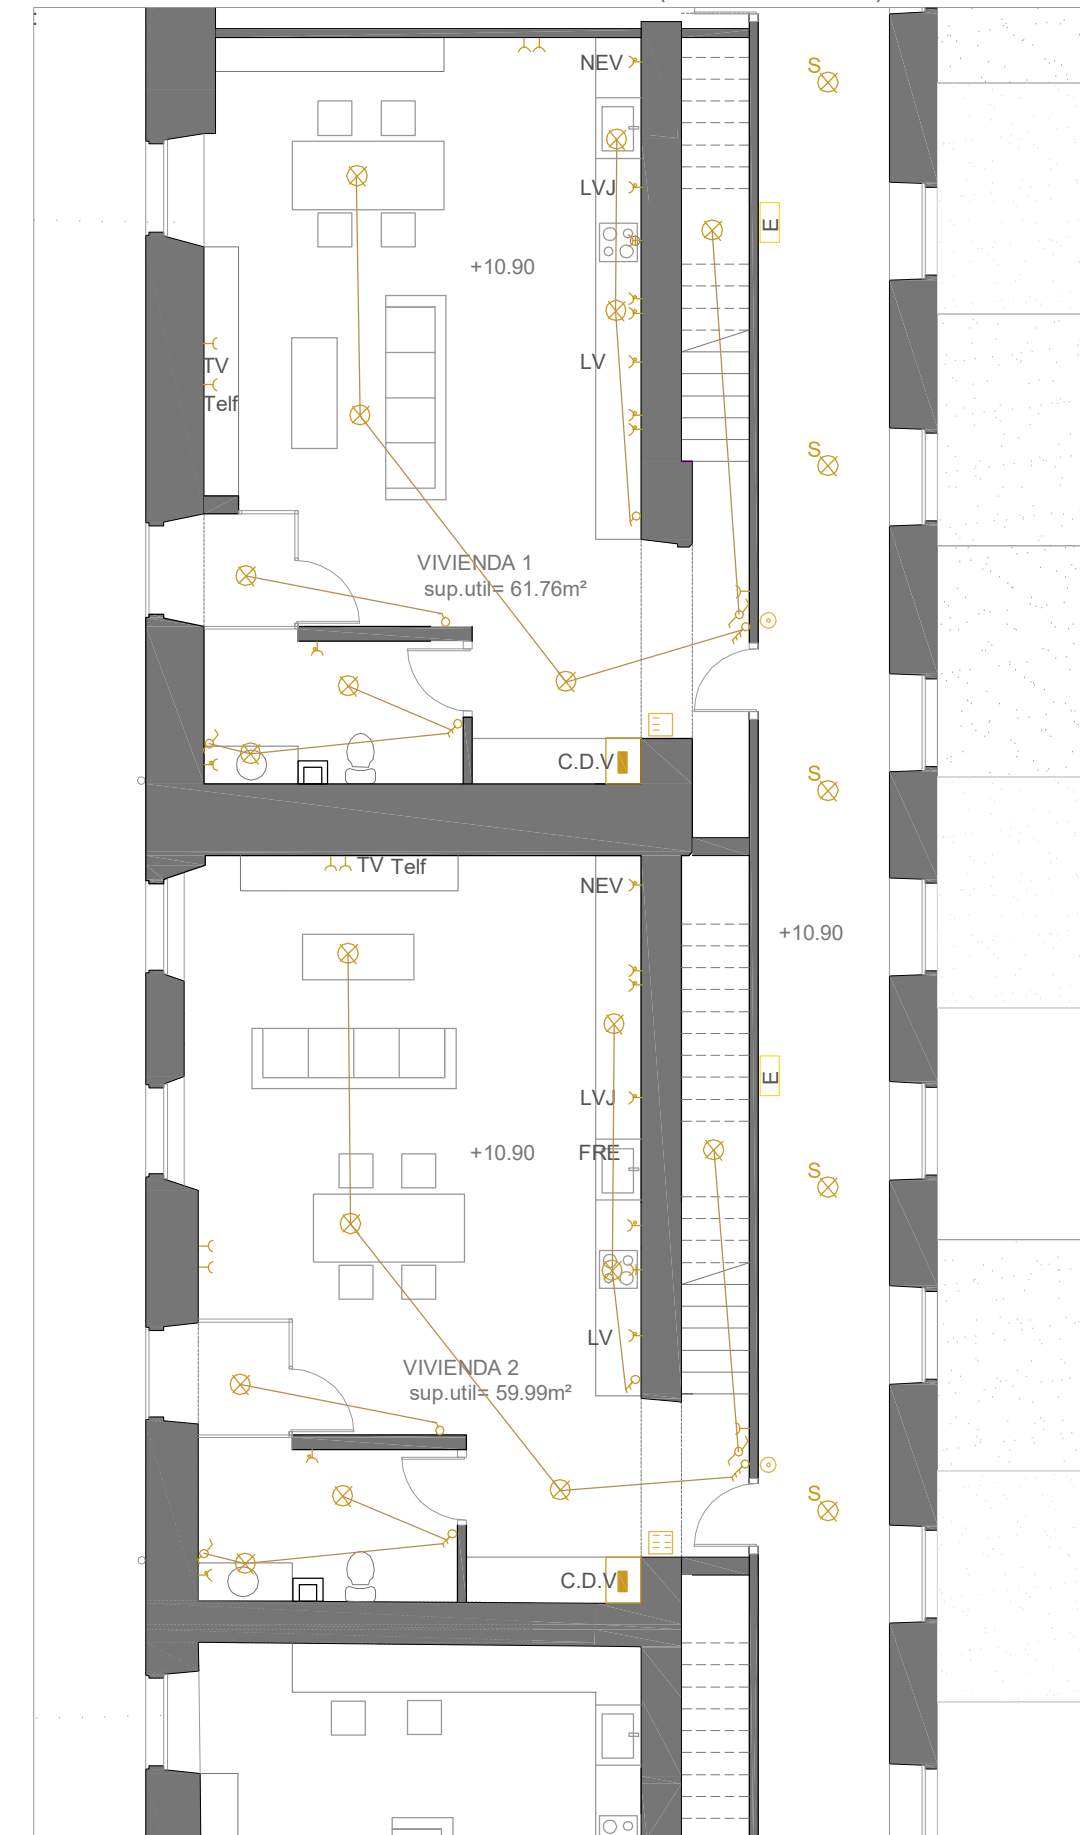 S
NEV
LVJ
E
+10.90
LV
TV
Telf
S
VIVIENDA 1
sup.util= 61.76m²
C.D.V
S
TV Telf
NEV
+10.90
E
LVJ
+10.90
FRE
S
LV
VIVIENDA 2
sup.util= 59.99m²
S
C.D.V